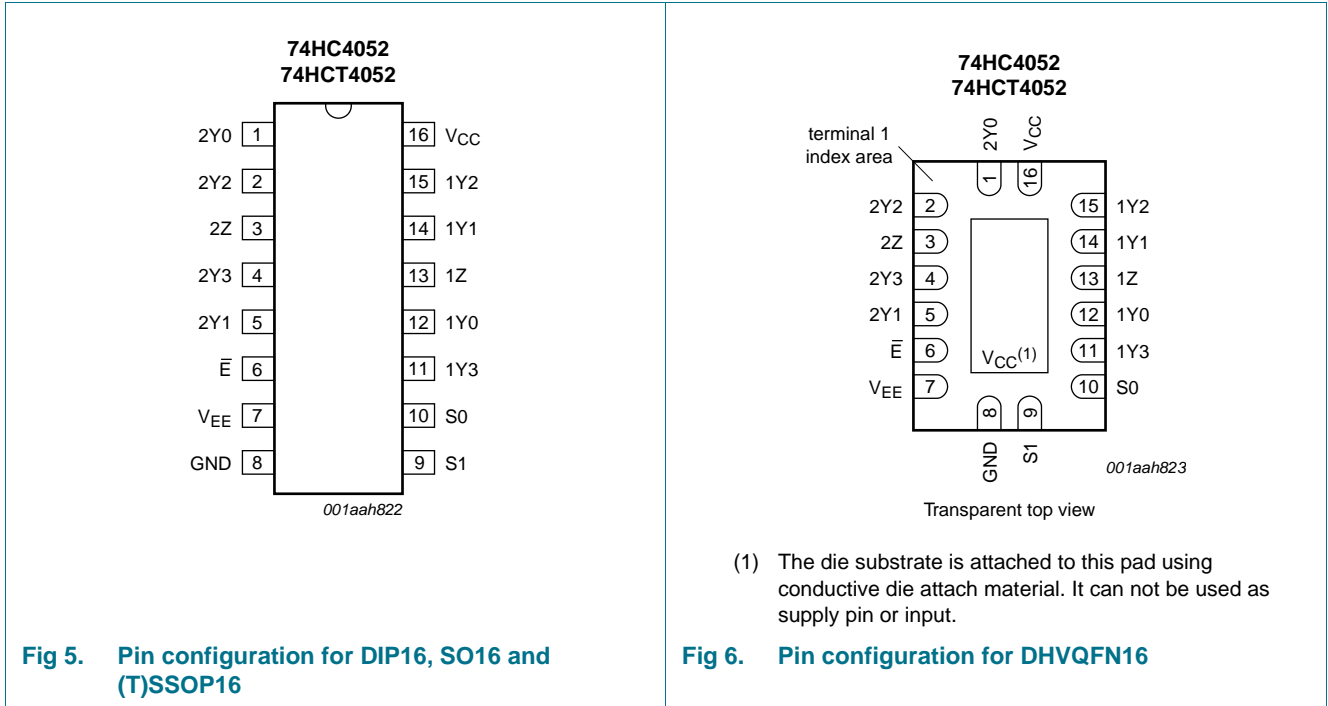 74HC4052
74HCT4052
2Y0 1
16 VCC
2Y2 2
15 1Y2
2Z 3
14 1Y1
2Y3 4
13 1Z
2Y1 5
12 1Y0
E̅ 6
11 1Y3
VEE 7
10 S0
GND 8
9 S1
001aah822
Fig 5. Pin configuration for DIP16, SO16 and
(T)SSOP16
74HC4052
74HCT4052
terminal 1
index area
2Y0
VCC
1
16
2Y2 2
15 1Y2
2Z 3
14 1Y1
2Y3 4
13 1Z
2Y1 5
12 1Y0
E̅ 6
VCC(1)
11 1Y3
VEE 7
10 S0
8
9
GND
S1
001aah823
Transparent top view
(1) The die substrate is attached to this pad using
conductive die attach material. It can not be used as
supply pin or input.
Fig 6. Pin configuration for DHVQFN16